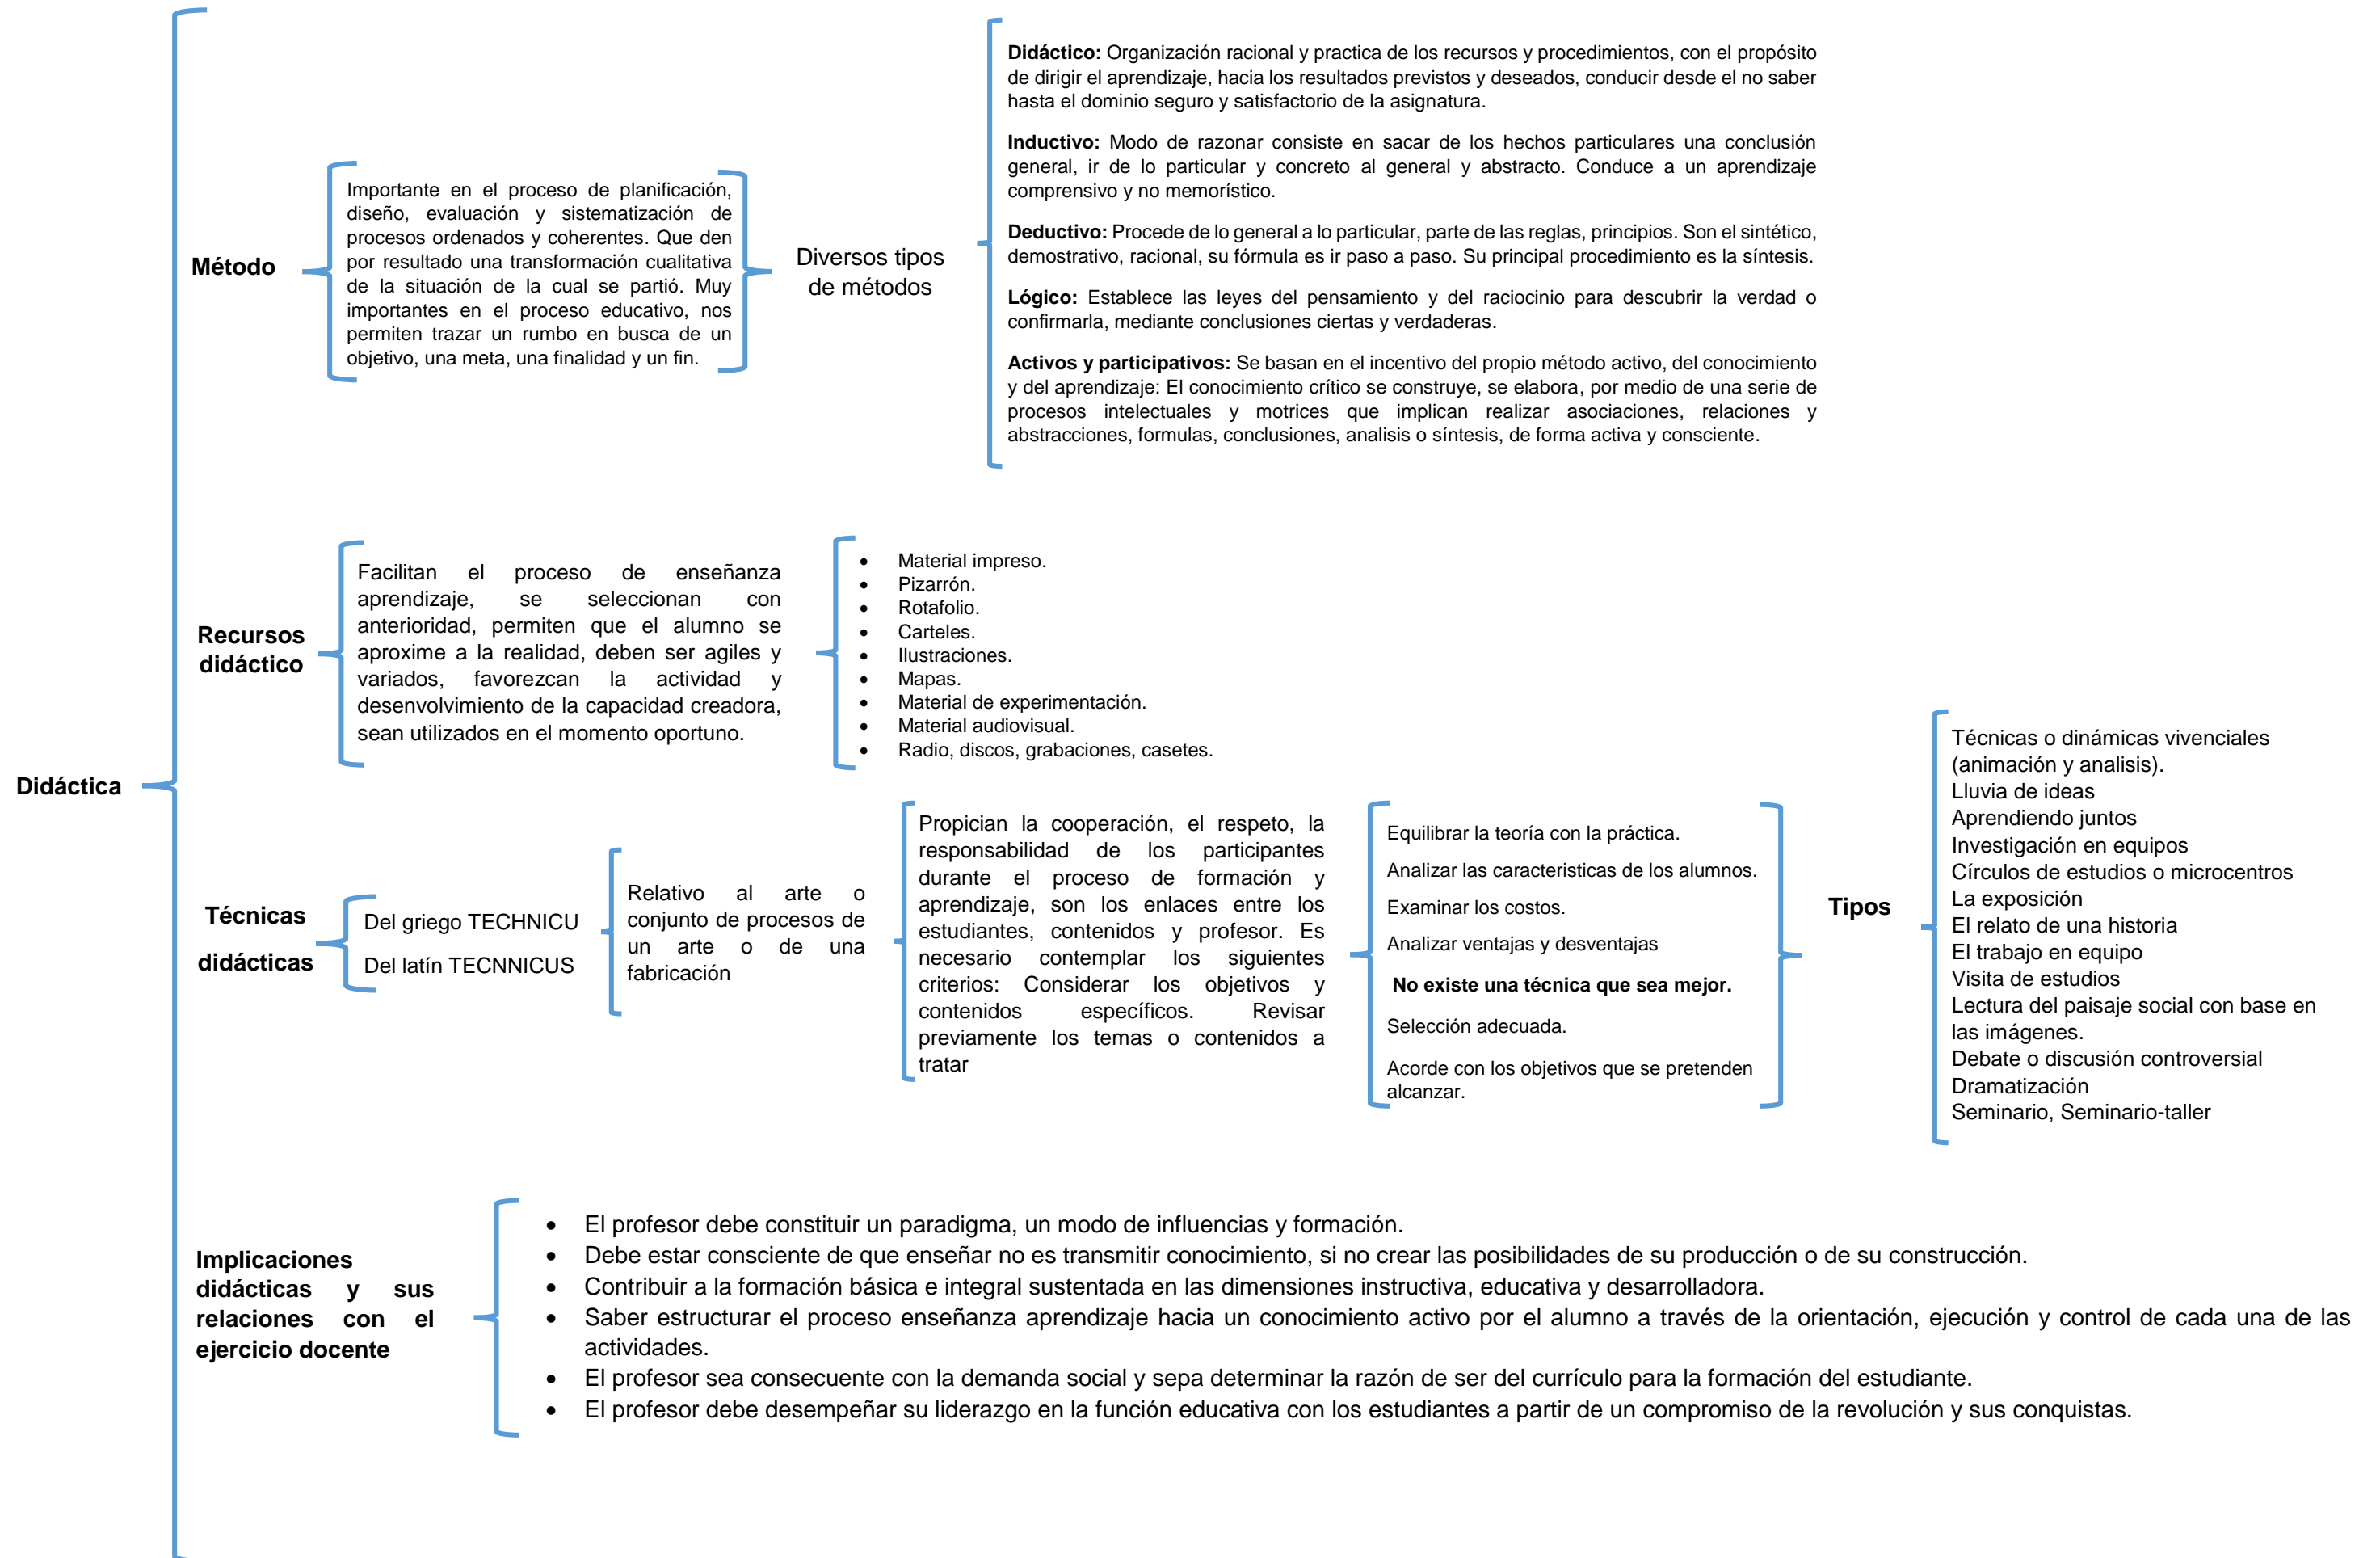 Didáctica
Método
Importante en el proceso de planificación,
diseño, evaluación y sistematización de
procesos ordenados y coherentes. Que den
por resultado una transformación cualitativa
de la situación de la cual se partió. Muy
importantes en el proceso educativo, nos
permiten trazar un rumbo en busca de un
objetivo, una meta, una finalidad y un fin.
Diversos tipos
de métodos
Didáctico: Organización racional y practica de los recursos y procedimientos, con el propósito
de dirigir el aprendizaje, hacia los resultados previstos y deseados, conducir desde el no saber
hasta el dominio seguro y satisfactorio de la asignatura.
Inductivo: Modo de razonar consiste en sacar de los hechos particulares una conclusión
general, ir de lo particular y concreto al general y abstracto. Conduce a un aprendizaje
comprensivo y no memorístico.
Deductivo: Procede de lo general a lo particular, parte de las reglas, principios. Son el sintético,
demostrativo, racional, su fórmula es ir paso a paso. Su principal procedimiento es la síntesis.
Lógico: Establece las leyes del pensamiento y del raciocinio para descubrir la verdad o
confirmarla, mediante conclusiones ciertas y verdaderas.
Activos y participativos: Se basan en el incentivo del propio método activo, del conocimiento
y del aprendizaje: El conocimiento crítico se construye, se elabora, por medio de una serie de
procesos intelectuales y motrices que implican realizar asociaciones, relaciones y
abstracciones, formulas, conclusiones, analisis o síntesis, de forma activa y consciente.
Recursos
didáctico
Facilitan el proceso de enseñanza
aprendizaje, se seleccionan con
anterioridad, permiten que el alumno se
aproxime a la realidad, deben ser agiles y
variados, favorezcan la actividad y
desenvolvimiento de la capacidad creadora,
sean utilizados en el momento oportuno.
• Material impreso.
• Pizarrón.
• Rotafolio.
• Carteles.
• Ilustraciones.
• Mapas.
• Material de experimentación.
• Material audiovisual.
• Radio, discos, grabaciones, casetes.
Técnicas
didácticas
Del griego TECHNICU
Del latín TECNNICUS
Relativo al arte o
conjunto de procesos de
un arte o de una
fabricación
Propician la cooperación, el respeto, la
responsabilidad de los participantes
durante el proceso de formación y
aprendizaje, son los enlaces entre los
estudiantes, contenidos y profesor. Es
necesario contemplar los siguientes
criterios: Considerar los objetivos y
contenidos específicos. Revisar
previamente los temas o contenidos a
tratar
Equilibrar la teoría con la práctica.
Analizar las caracteristicas de los alumnos.
Examinar los costos.
Analizar ventajas y desventajas
No existe una técnica que sea mejor.
Selección adecuada.
Acorde con los objetivos que se pretenden
alcanzar.
Tipos
Técnicas o dinámicas vivenciales
(animación y analisis).
Lluvia de ideas
Aprendiendo juntos
Investigación en equipos
Círculos de estudios o microcentros
La exposición
El relato de una historia
El trabajo en equipo
Visita de estudios
Lectura del paisaje social con base en
las imágenes.
Debate o discusión controversial
Dramatización
Seminario, Seminario-taller
Implicaciones
didácticas y sus
relaciones con el
ejercicio docente
• El profesor debe constituir un paradigma, un modo de influencias y formación.
• Debe estar consciente de que enseñar no es transmitir conocimiento, si no crear las posibilidades de su producción o de su construcción.
• Contribuir a la formación básica e integral sustentada en las dimensiones instructiva, educativa y desarrolladora.
• Saber estructurar el proceso enseñanza aprendizaje hacia un conocimiento activo por el alumno a través de la orientación, ejecución y control de cada una de las
actividades.
• El profesor sea consecuente con la demanda social y sepa determinar la razón de ser del currículo para la formación del estudiante.
• El profesor debe desempeñar su liderazgo en la función educativa con los estudiantes a partir de un compromiso de la revolución y sus conquistas.